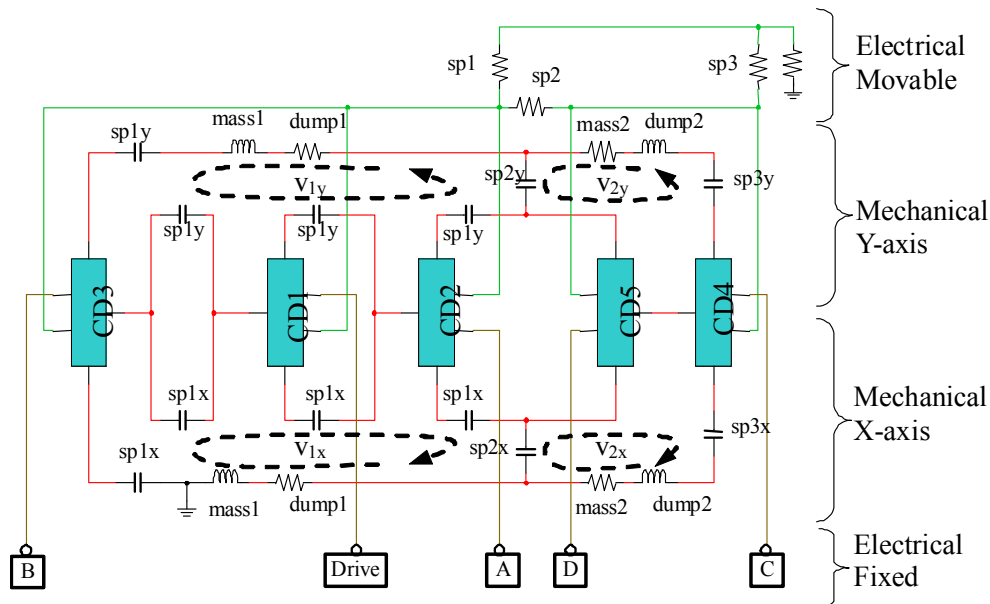 sp1
sp2
sp3
Electrical
Movable
sp1y
mass1
dump1
mass2
dump2
v1y
sp2y
v2y
sp3y
sp1y
sp1y
sp1y
Mechanical
Y-axis
CD3
CD1
CD2
CD5
CD4
sp1x
sp1x
sp1x
Mechanical
X-axis
sp1x
v1x
sp2x
v2x
sp3x
mass1
dump1
mass2
dump2
B
Drive
A
D
C
Electrical
Fixed